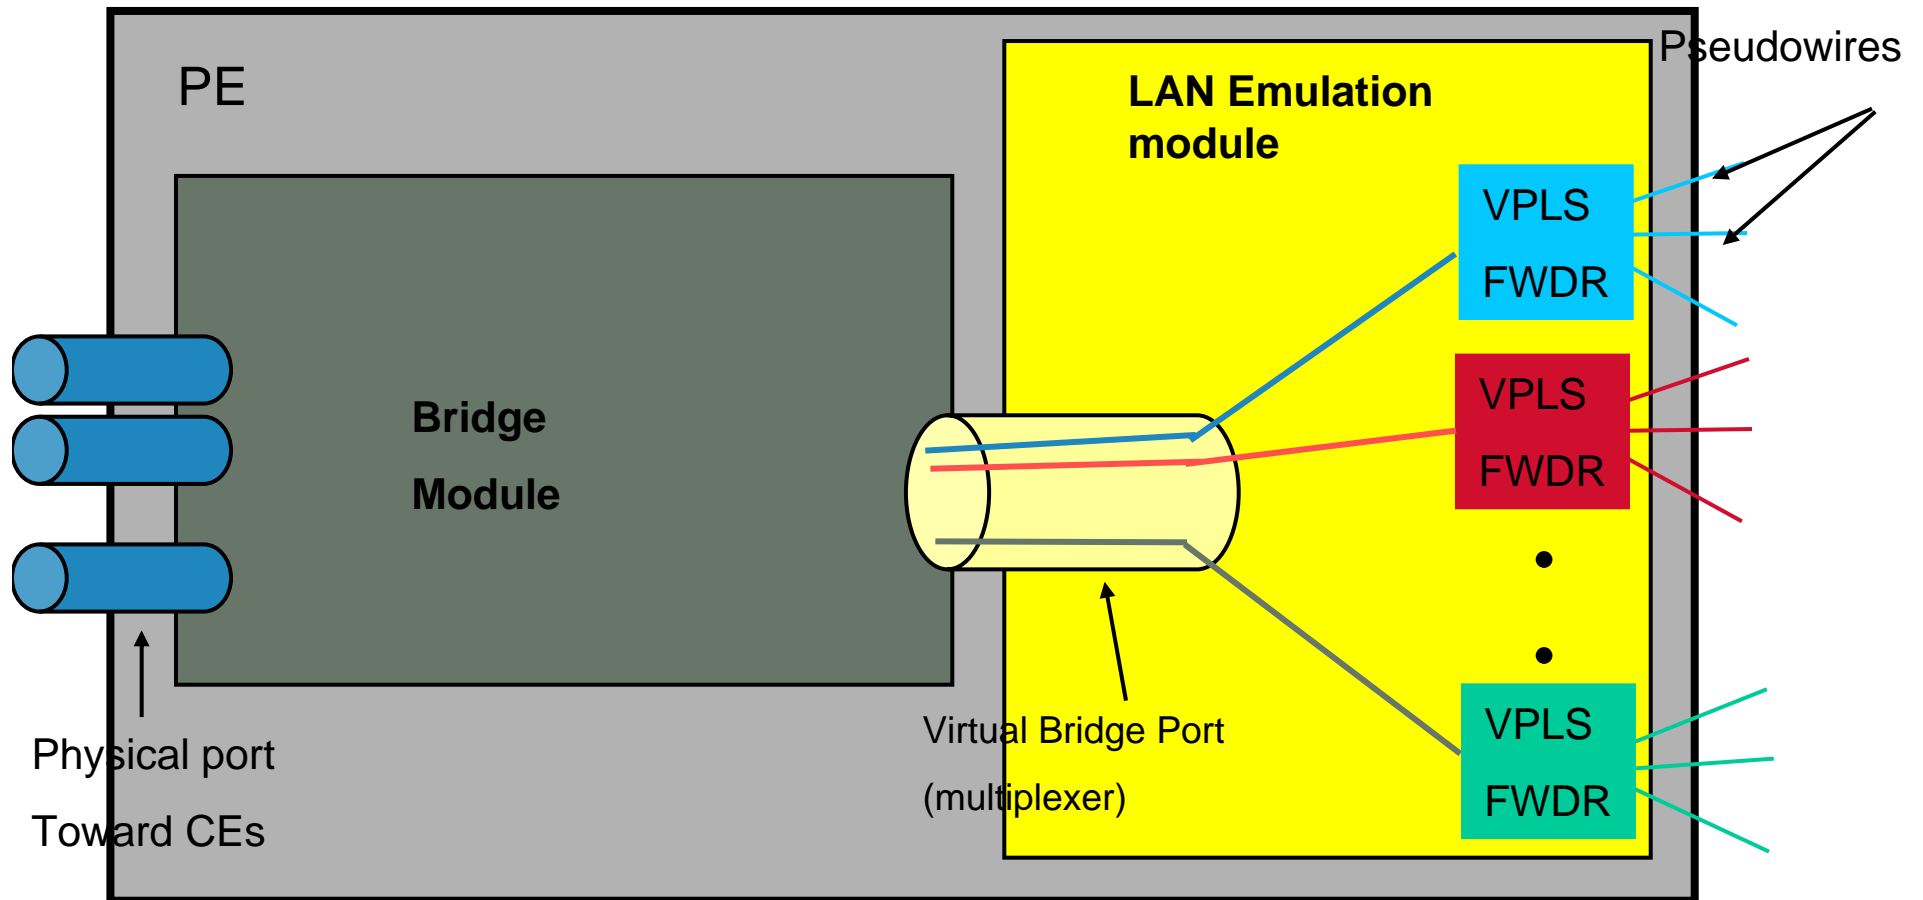 Pseudowires
PE
LAN Emulation
module
VPLS
FWDR
Bridge
Module
VPLS
FWDR
VPLS
FWDR
Virtual Bridge Port
(multiplexer)
Physical port
Toward CEs